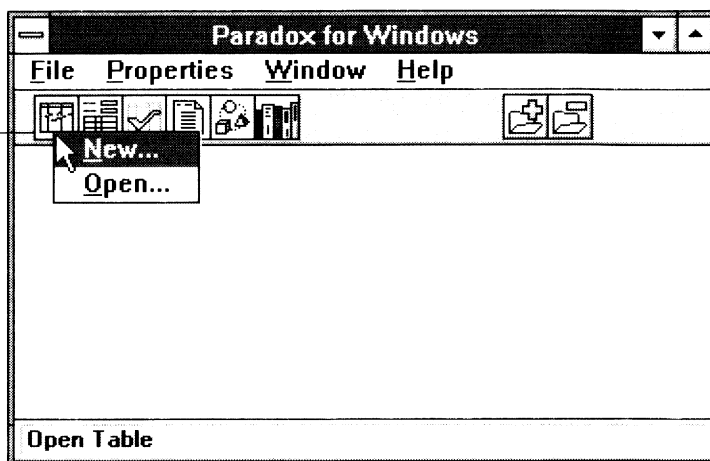 Paradox for Windows
File Properties Window Help
New...
Open...
Open Table